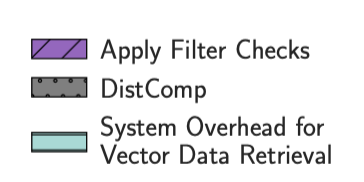 Apply Filter Checks
DistComp
System Overhead for
Vector Data Retrieval